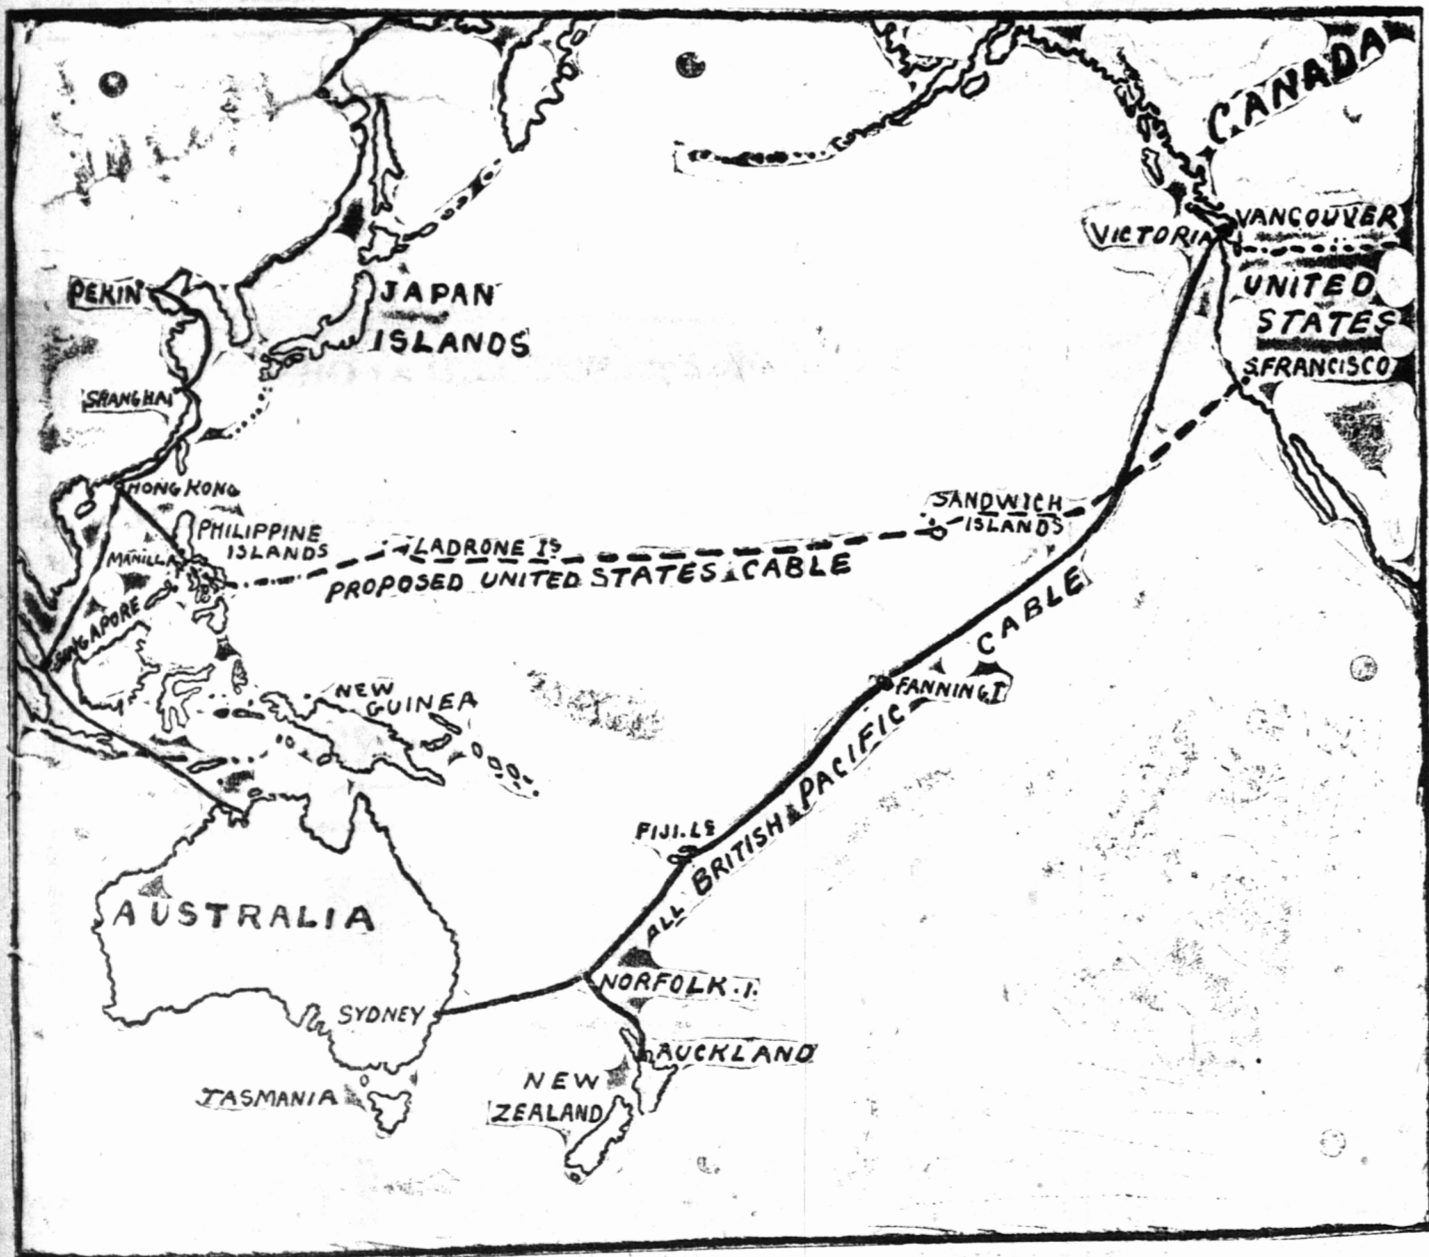 CANADA
VANCOUVER
VICTORIA
UNITED
STATES
S.FRANCISCO
PEKIN
JAPAN
ISLANDS
SHANGHAI
HONG KONG
PHILIPPINE
ISLANDS
MANILLA
LADRONE IS
SANDWICH
ISLANDS
PROPOSED UNITED STATES CABLE
SINGAPORE
NEW
GUINEA
FANNING I
ALL BRITISH PACIFIC CABLE
FIJI. IS
AUSTRALIA
SYDNEY
NORFOLK . I.
AUCKLAND
TASMANIA
NEW
ZEALAND